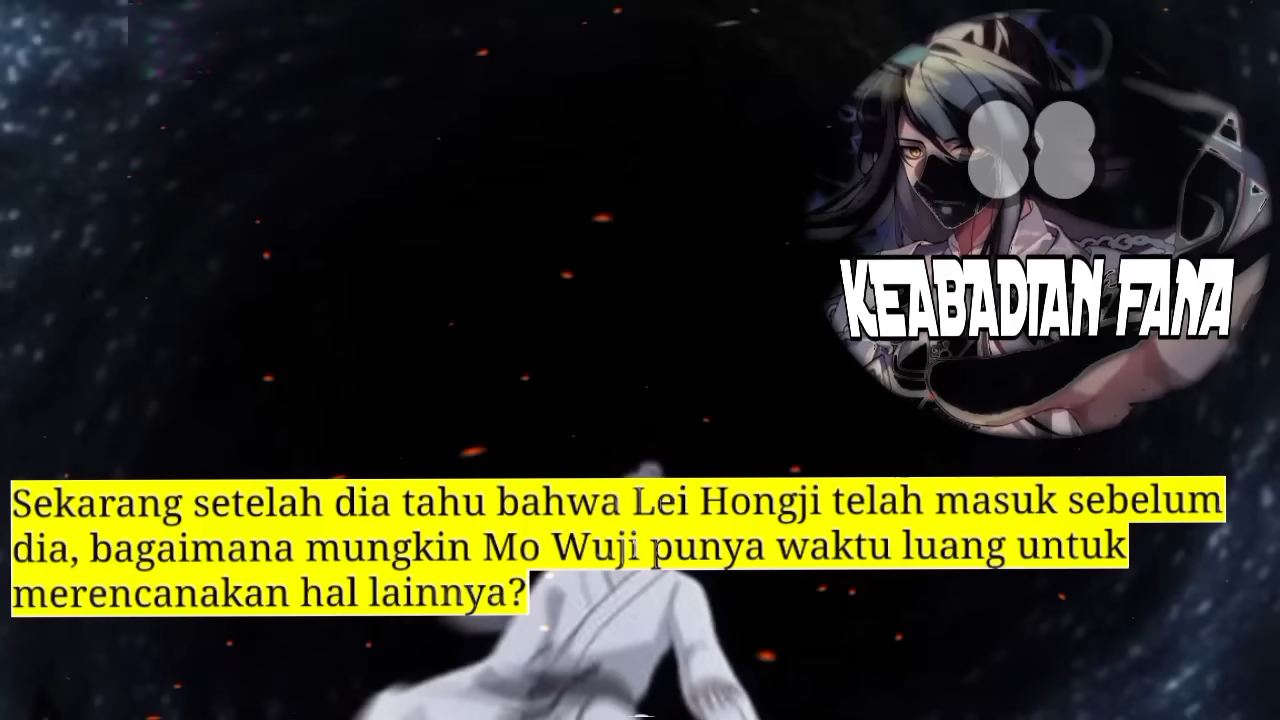 KEABADIAN FANA
Sekarang setelah dia tahu bahwa Lei Hongji telah masuk sebelum
dia, bagaimana mungkin Mo Wuji punya waktu luang untuk
merencanakan hal lainnya?